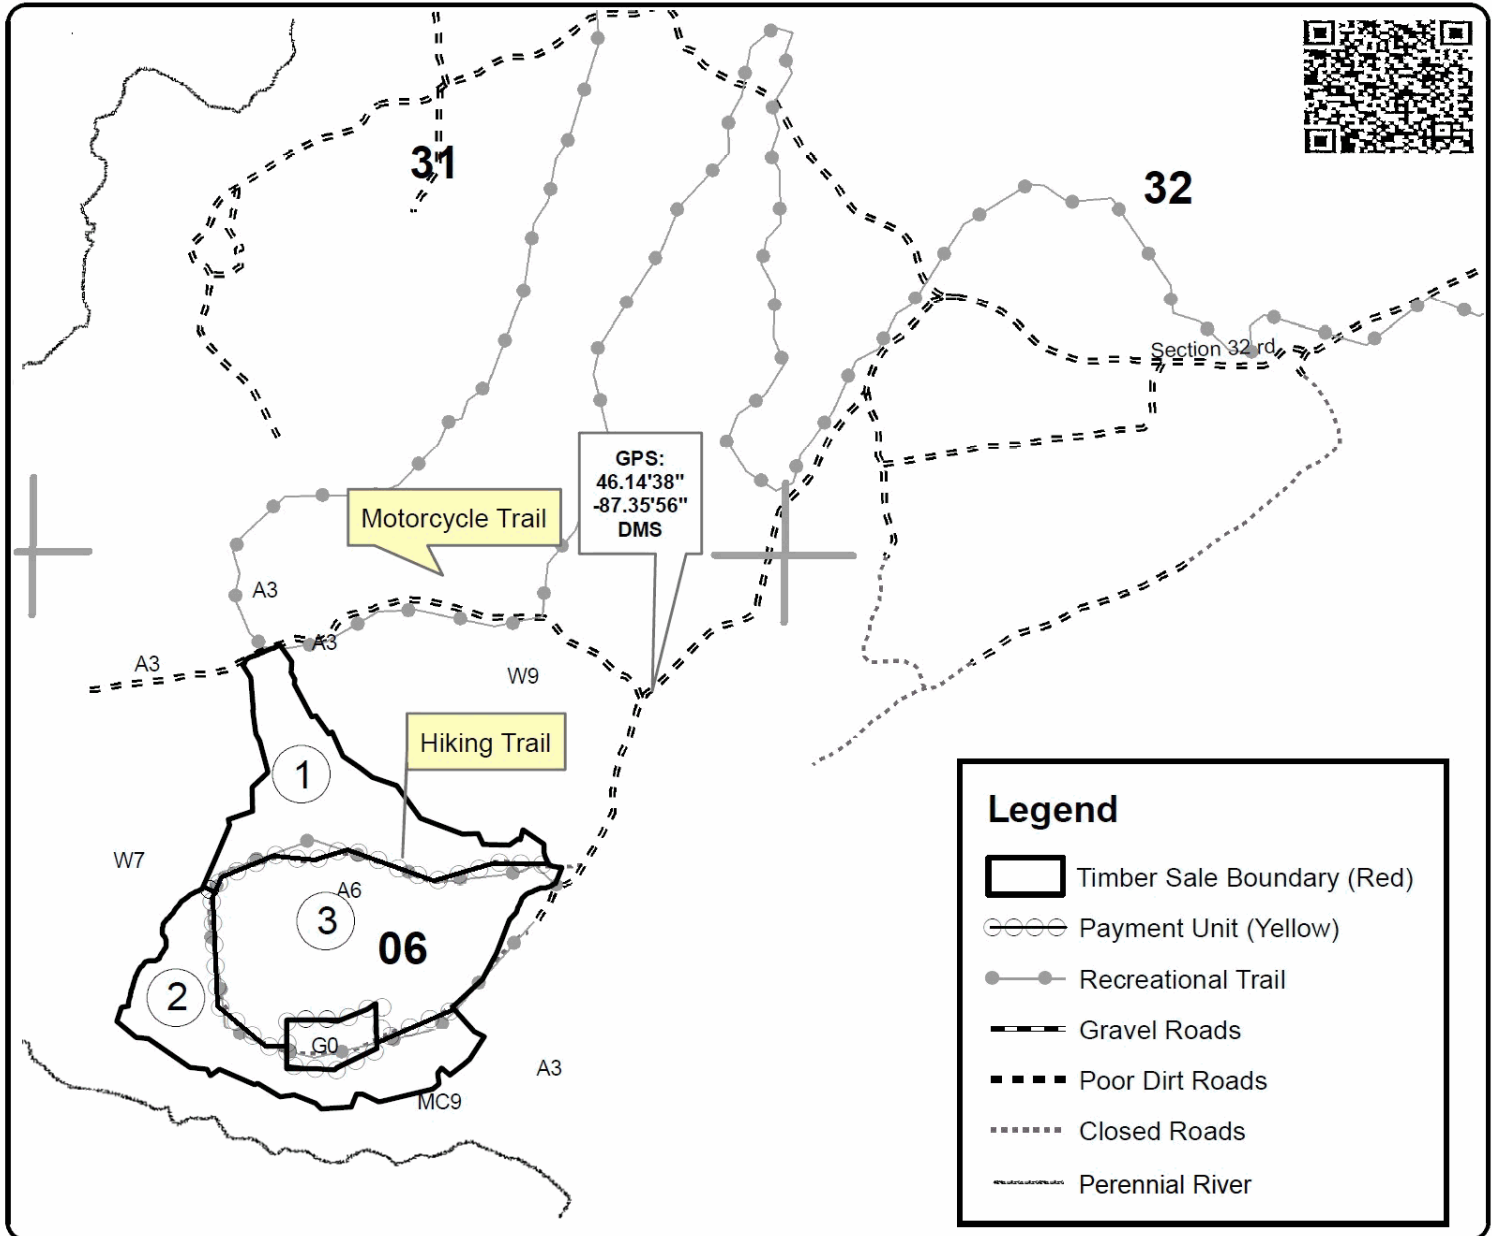 31
32
Section 32 rd
GPS:
46.14'38"
-87.35'56"
DMS
Motorcycle Trail
A3
A3
A3
W9
Hiking Trail
1
W7
A6
3
06
2
G0
A3
MC9
Legend
Timber Sale Boundary (Red)
Payment Unit (Yellow)
Recreational Trail
Gravel Roads
Poor Dirt Roads
Closed Roads
Perennial River